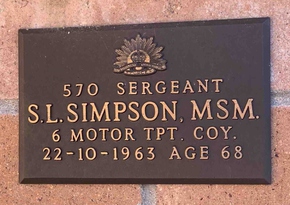 570 SERGEANT
S.L. SIMPSON, MSM.
6 MOTOR TPT. COY.
22-10-1963 AGE 68